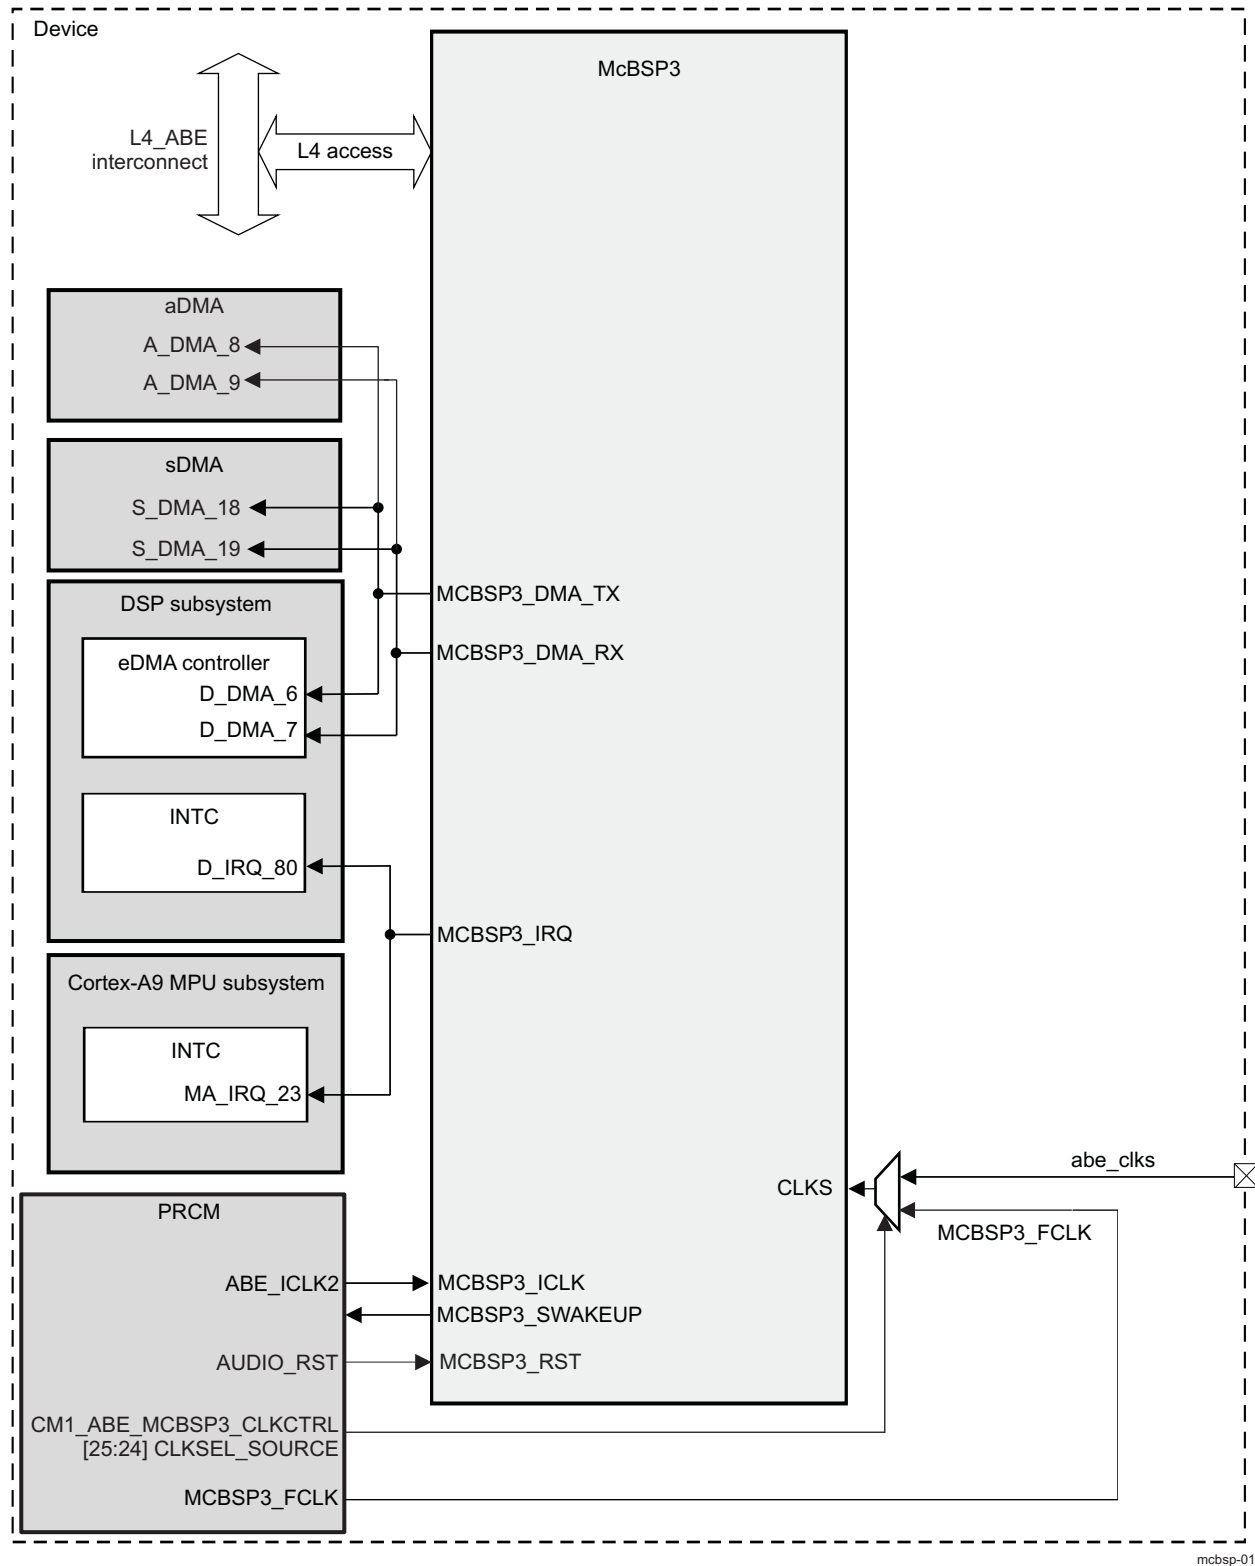 Device
McBSP3
L4_ABE
interconnect
L4 access
aDMA
A_DMA_8
A_DMA_9
sDMA
S_DMA_18
S_DMA_19
DSP subsystem
MCBSP3_DMA_TX
eDMA controller
MCBSP3_DMA_RX
D_DMA_6
D_DMA_7
INTC
D_IRQ_80
MCBSP3_IRQ
Cortex-A9 MPU subsystem
INTC
MA_IRQ_23
abe_clks
CLKS
PRCM
MCBSP3_FCLK
ABE_ICLK2
MCBSP3_ICLK
MCBSP3_SWAKEUP
AUDIO_RST
MCBSP3_RST
CM1_ABE_MCBSP3_CLKCTRL
[25:24] CLKSEL_SOURCE
MCBSP3_FCLK
mcbsp-01